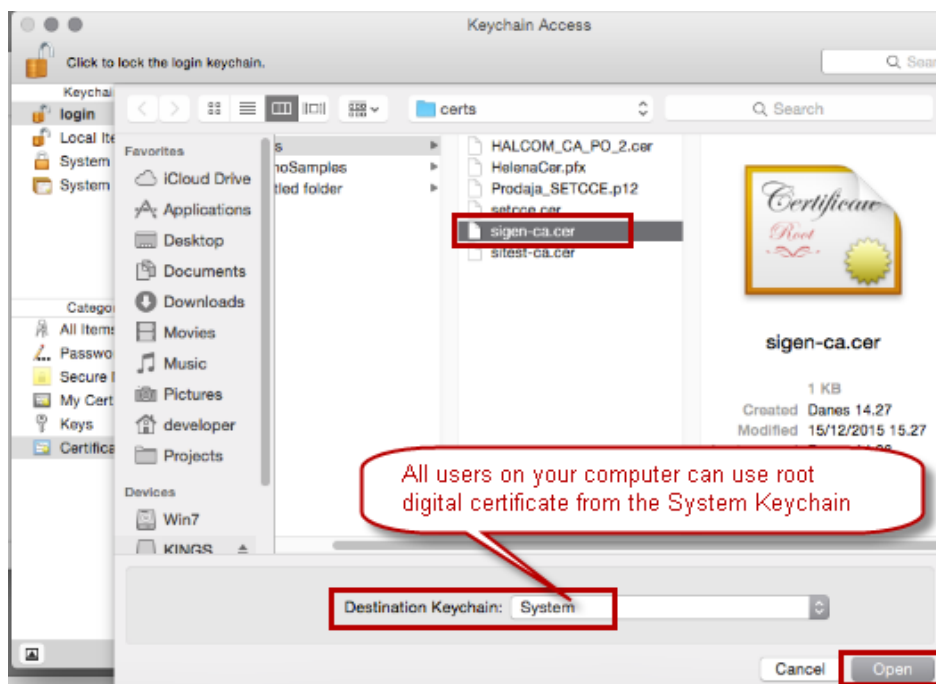 Keychain Access
Click to lock the login keychain.
Keychai
login
Local Ite
System
System
Catego
All Items
Passwo
Secure
My Cert
Keys
Certifica
certs
Search
Favorites
iCloud Drive
Applications
Desktop
Documents
Downloads
Movies
Music
Pictures
developer
Projects
Devices
Win7
KINGS
s
noSamples
tled folder
HALCOM_CA_PO_2.cer
HelenaCer.pfx
Prodaja_SETCCE.p12
setcce.cer
sigen-ca.cer
sitest-ca.cer
Certificate
Root
sigen-ca.cer
1 KB
Created Danes 14.27
Modified 15/12/2015 15.27
All users on your computer can use root
digital certificate from the System Keychain
Destination Keychain: System
Cancel
Open